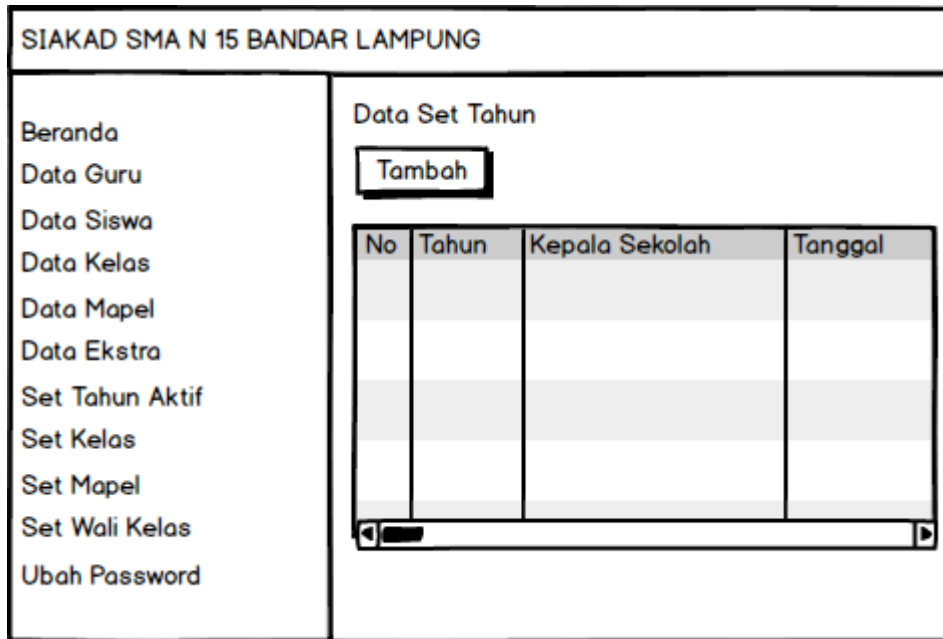 SIAKAD SMA N 15 BANDAR LAMPUNG
Beranda
Data Guru
Data Siswa
Data Kelas
Data Mapel
Data Ekstra
Set Tahun Aktif
Set Kelas
Set Mapel
Set Wali Kelas
Ubah Password
Data Set Tahun
Tambah
No Tahun Kepala Sekolah Tanggal